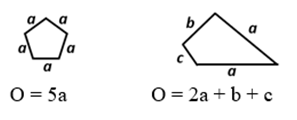 a a
a a
a
b a
c
a
O = 5a
O = 2a + b + c